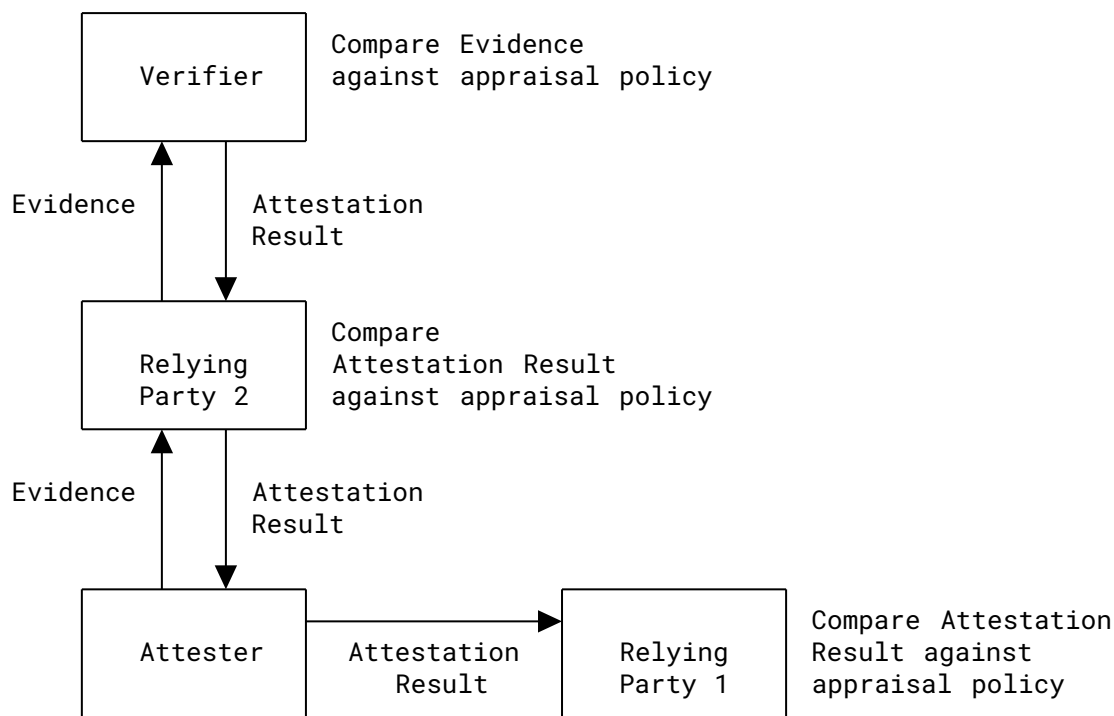 Verifier
Compare Evidence
against appraisal policy
Evidence
Attestation
Result
Relying
Party 2
Compare
Attestation Result
against appraisal policy
Evidence
Attestation
Result
Attester
Attestation
Result
Relying
Party 1
Compare Attestation
Result against
appraisal policy